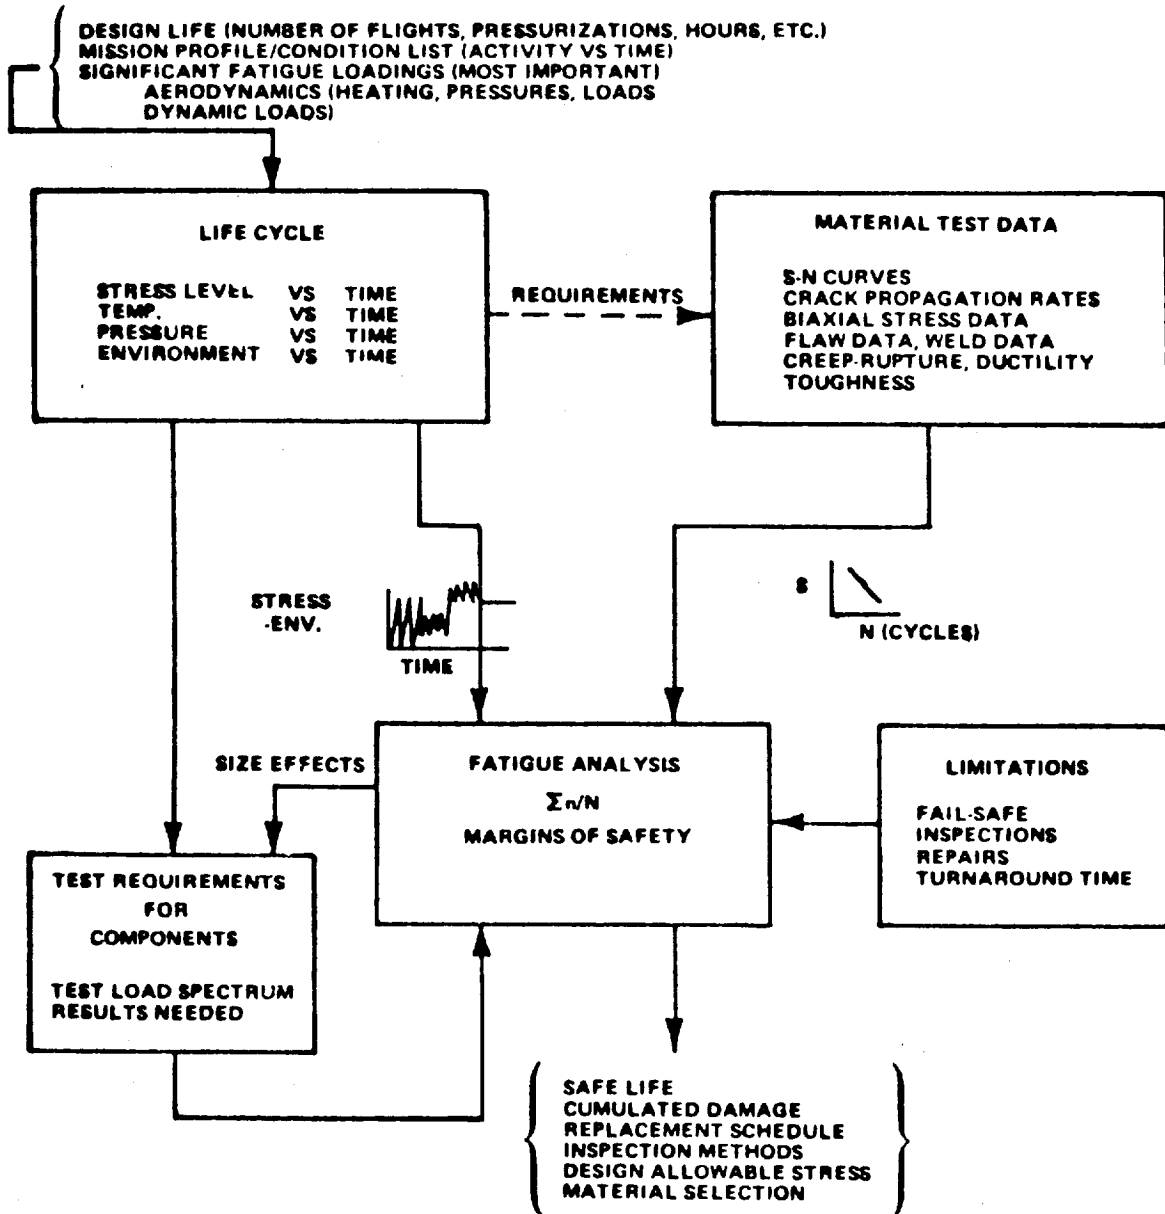 DESIGN LIFE (NUMBER OF FLIGHTS, PRESSURIZATIONS, HOURS, ETC.)
MISSION PROFILE/CONDITION LIST (ACTIVITY VS TIME)
SIGNIFICANT FATIGUE LOADINGS (MOST IMPORTANT)
AERODYNAMICS (HEATING, PRESSURES, LOADS
DYNAMIC LOADS)
LIFE CYCLE
STRESS LEVEL VS TIME
TEMP. VS TIME
PRESSURE VS TIME
ENVIRONMENT VS TIME
REQUIREMENTS
MATERIAL TEST DATA
S-N CURVES
CRACK PROPAGATION RATES
BIAXIAL STRESS DATA
FLAW DATA, WELD DATA
CREEP-RUPTURE, DUCTILITY
TOUGHNESS
STRESS
-ENV.
TIME
S
N (CYCLES)
SIZE EFFECTS
FATIGUE ANALYSIS
Σn/N
MARGINS OF SAFETY
LIMITATIONS
FAIL-SAFE
INSPECTIONS
REPAIRS
TURNAROUND TIME
TEST REQUIREMENTS
FOR
COMPONENTS
TEST LOAD SPECTRUM
RESULTS NEEDED
SAFE LIFE
CUMULATED DAMAGE
REPLACEMENT SCHEDULE
INSPECTION METHODS
DESIGN ALLOWABLE STRESS
MATERIAL SELECTION